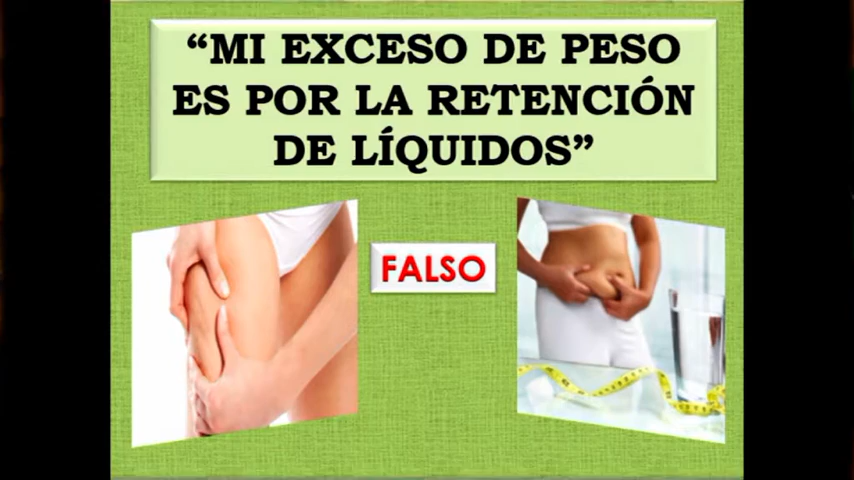 “MI EXCESO DE PESO
ES POR LA RETENCIÓN
DE LÍQUIDOS”
FALSO